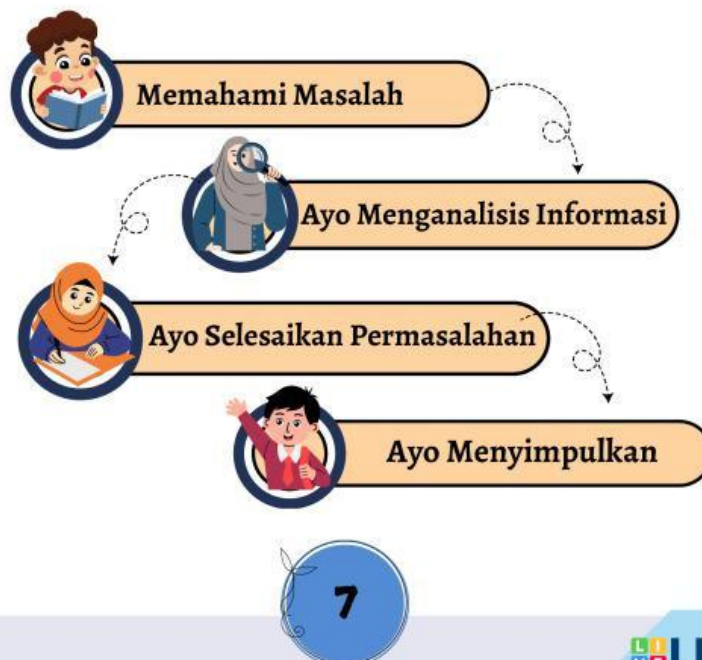 Memahami Masalah
Ayo Menganalisis Informasi
Ayo Selesaikan Permasalahan
Ayo Menyimpulkan
7